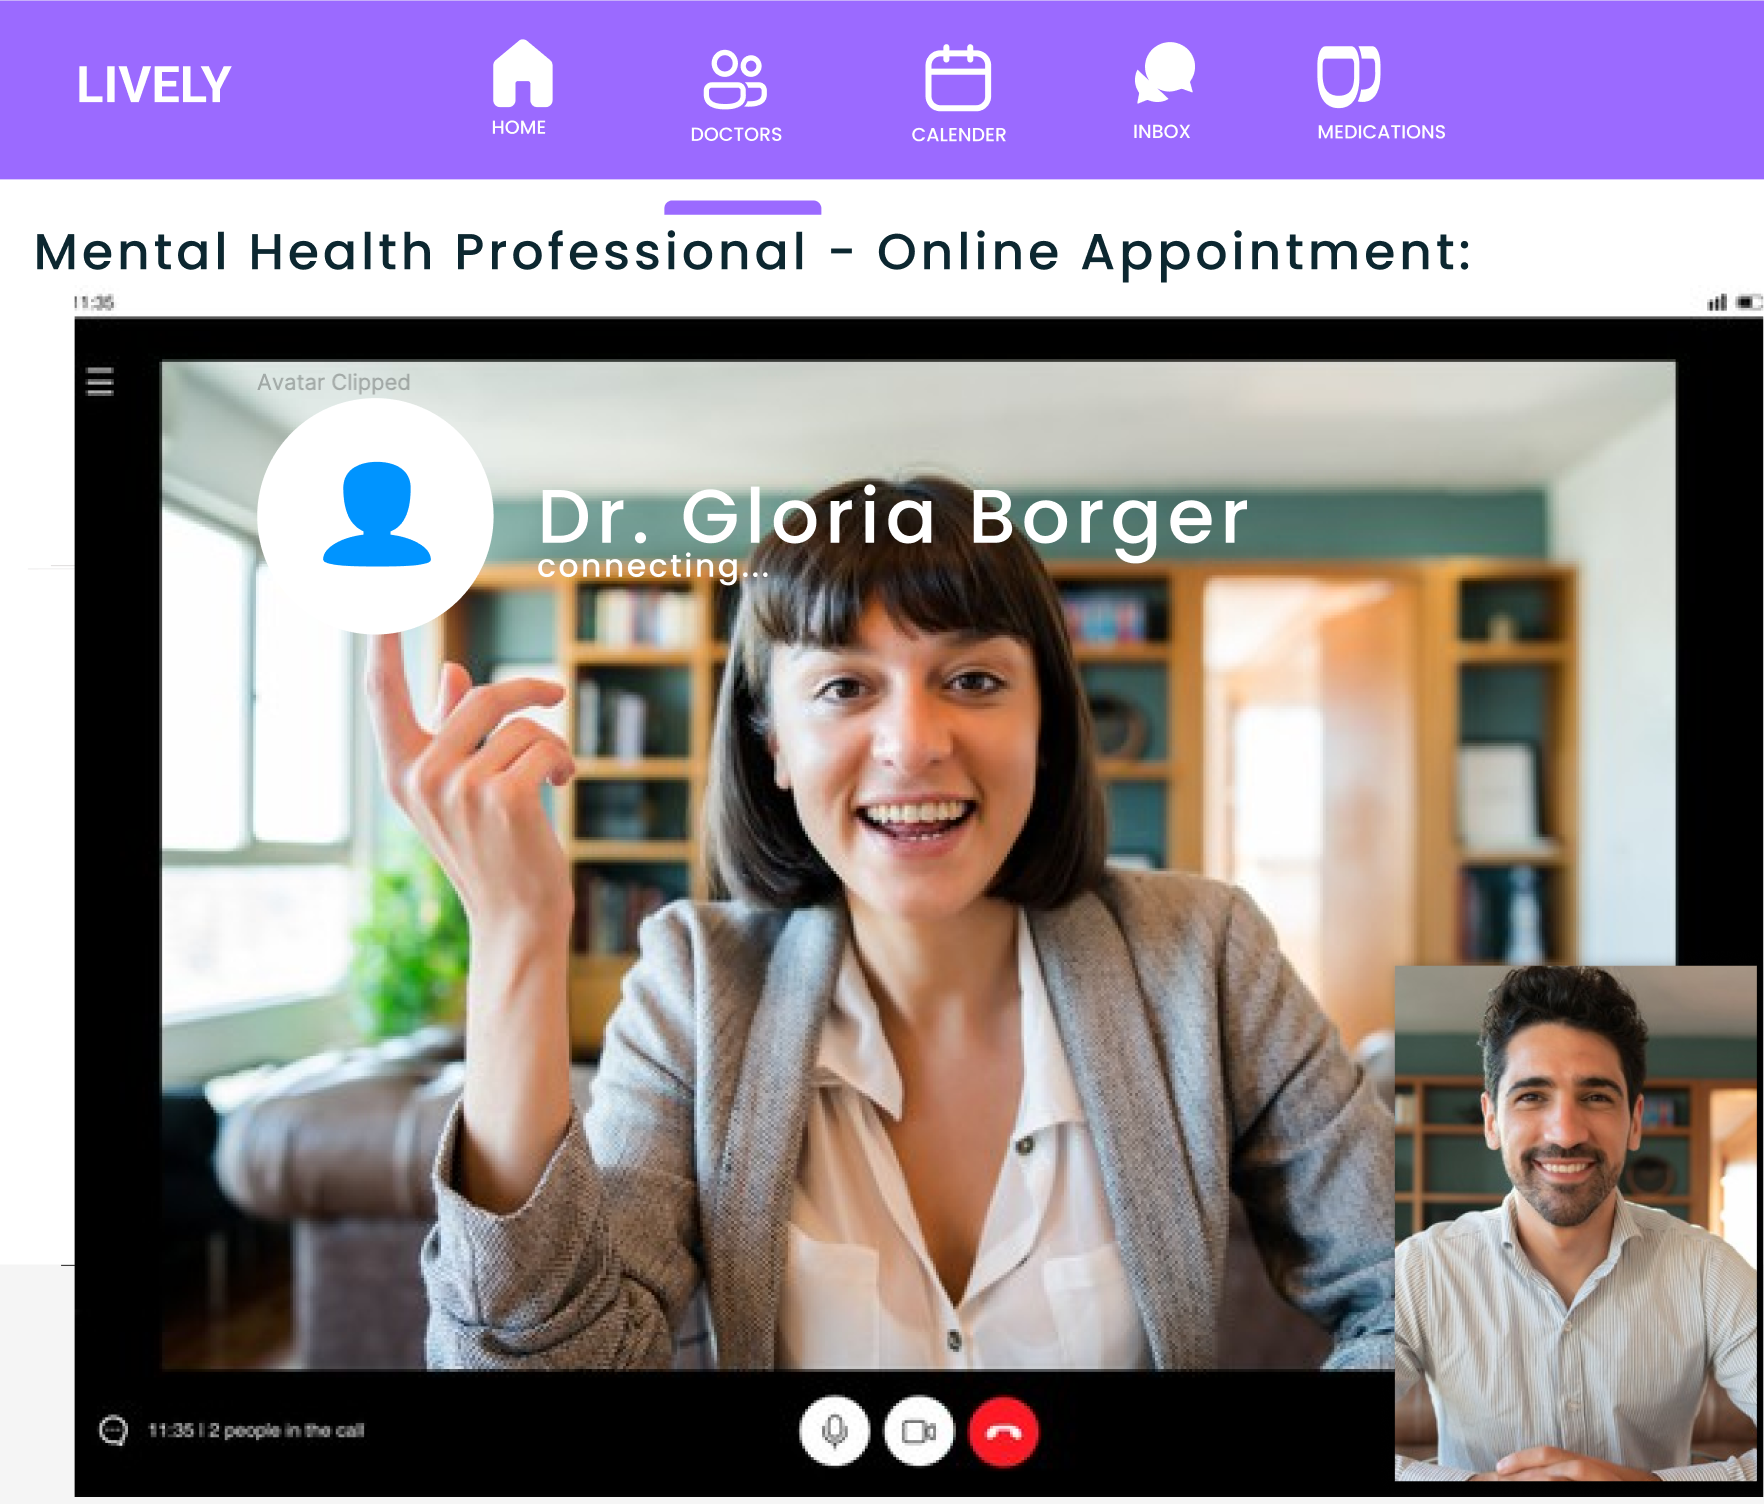 LIVELY
HOME
DOCTORS
CALENDER
INBOX
MEDICATIONS
Mental Health Professional - Online Appointment:
11:35
Avatar Clipped
Dr. Gloria Borger
connecting...
11:35 | 2 people in the call